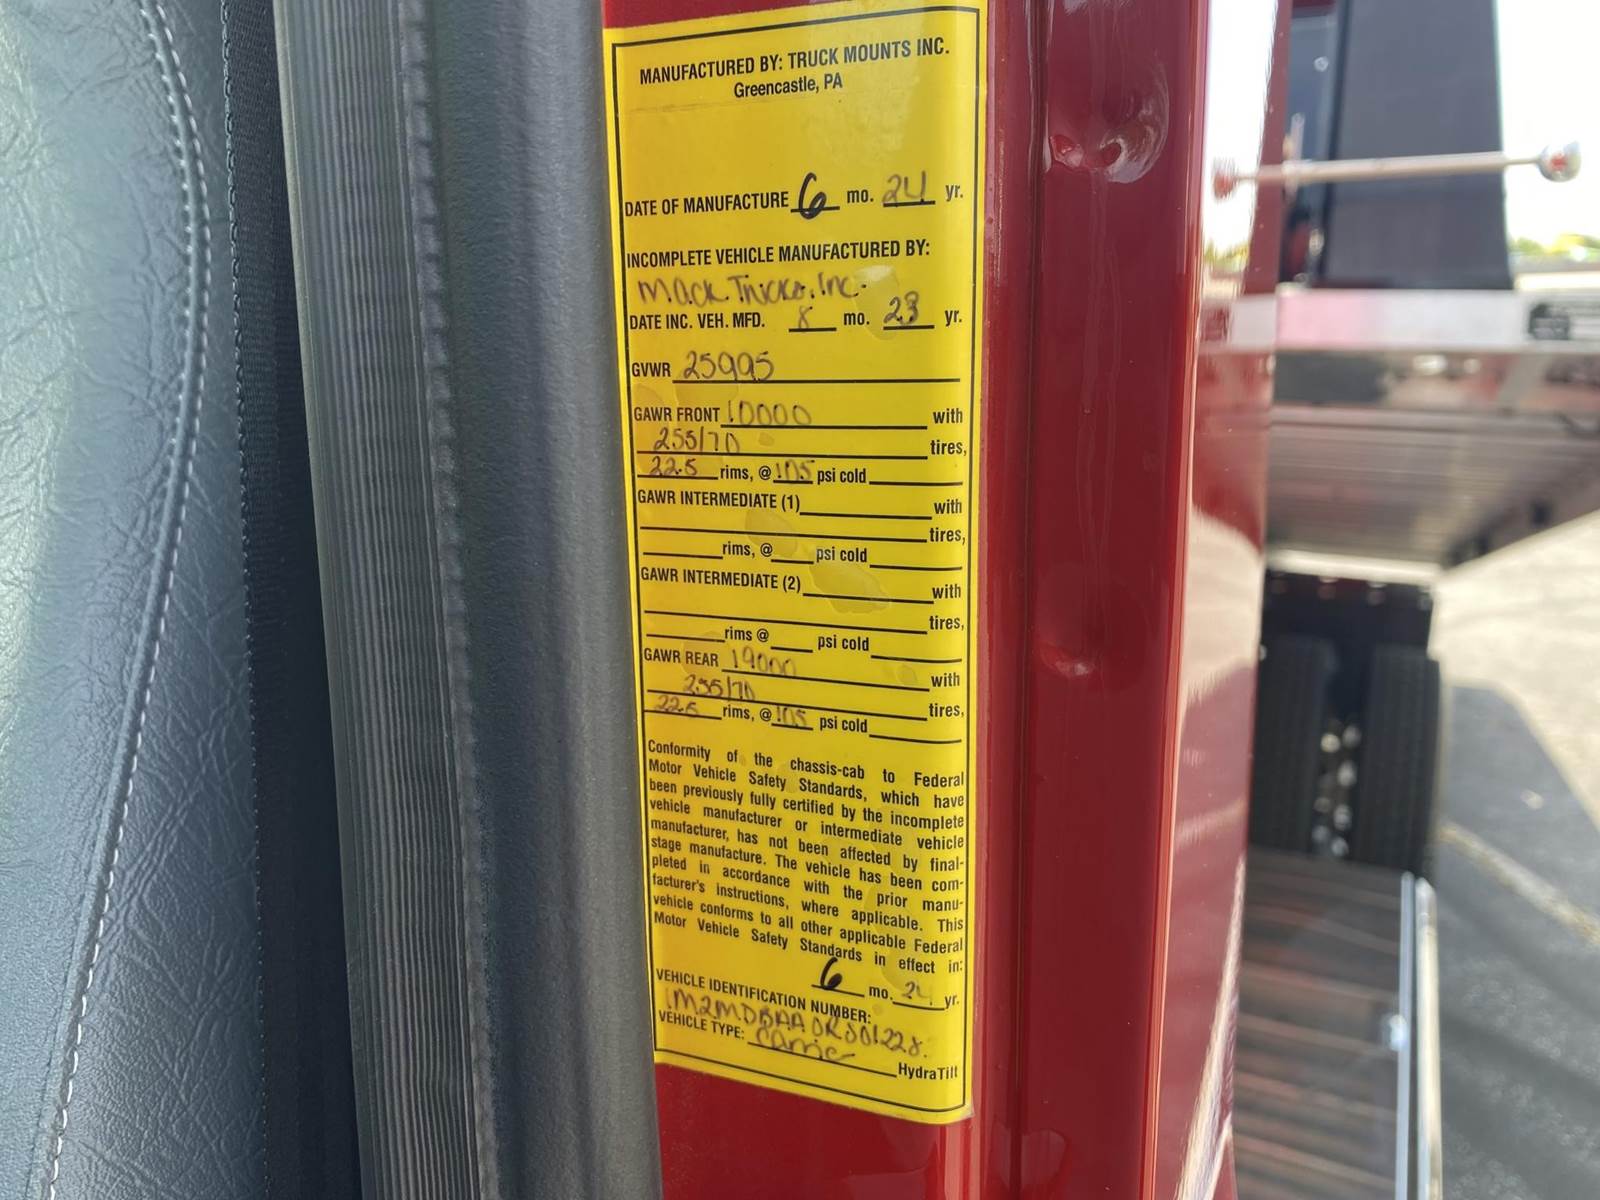 MANUFACTURED BY: TRUCK MOUNTS INC.
Greencastle, PA
DATE OF MANUFACTURE 6 mo. 24 yr.
INCOMPLETE VEHICLE MANUFACTURED BY:
Mack Trucks, Inc.
DATE INC. VEH. MFD. 8 mo. 23 yr.
GVWR 25995
GAWR FRONT 10000 with
255/70 tires,
22.5 rims, @ 105 psi cold
GAWR INTERMEDIATE (1) with
tires,
rims, @ psi cold
GAWR INTERMEDIATE (2) with
tires,
rims @ psi cold
GAWR REAR 19000 with
255/70 tires,
22.5 rims, @ 105 psi cold
Conformity of the chassis-cab to Federal
Motor Vehicle Safety Standards, which have
been previously fully certified by the incomplete
vehicle manufacturer or intermediate vehicle
manufacturer, has not been affected by final-
stage manufacture. The vehicle has been com-
pleted in accordance with the prior manu-
facturer's instructions, where applicable. This
vehicle conforms to all other applicable Federal
Motor Vehicle Safety Standards in effect in:
6 mo. 24 yr.
VEHICLE IDENTIFICATION NUMBER:
VEHICLE TYPE:
HydraTilt